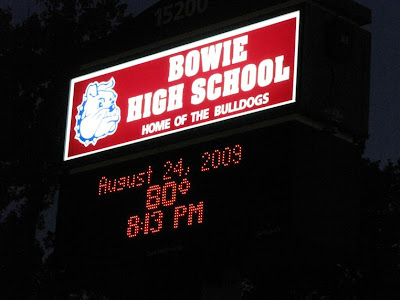 15200
BOWIE
HIGH SCHOOL
HOME OF THE BULLDOGS
August 24, 2009
80°
8:13 PM